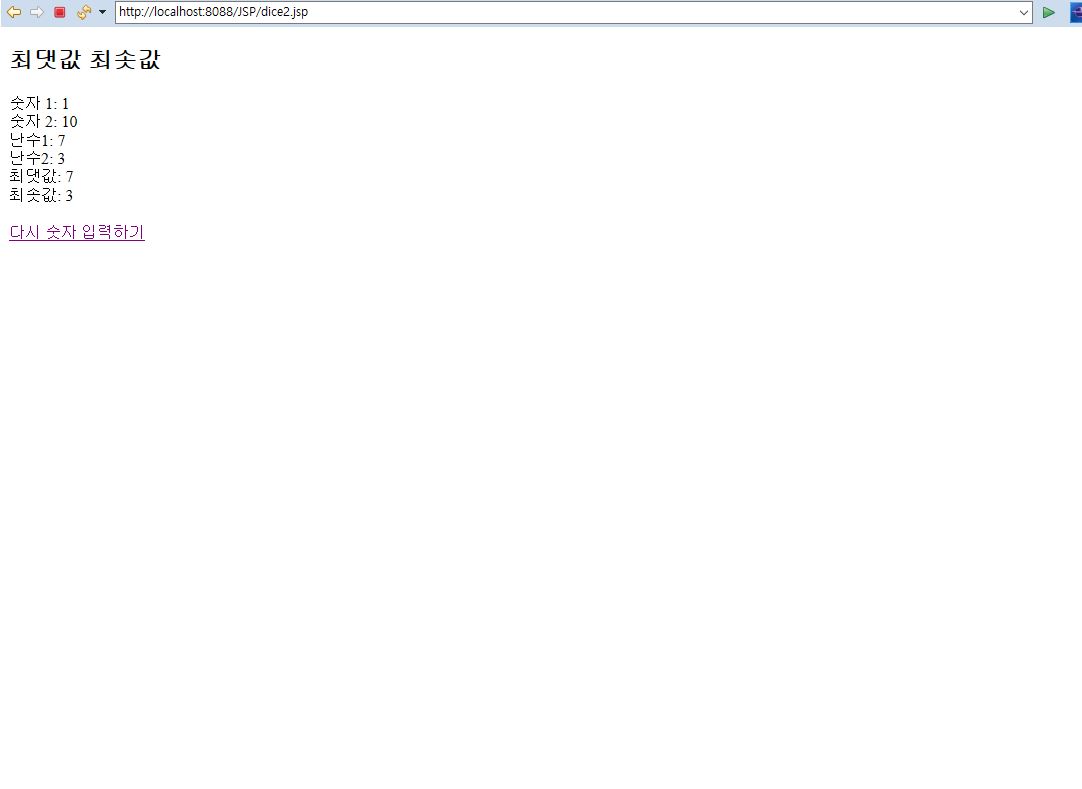 http://localhost:8088/JSP/dice2.jsp
최댓값 최솟값
숫자 1: 1
숫자 2: 10
난수1: 7
난수2: 3
최댓값: 7
최솟값: 3
다시 숫자 입력하기